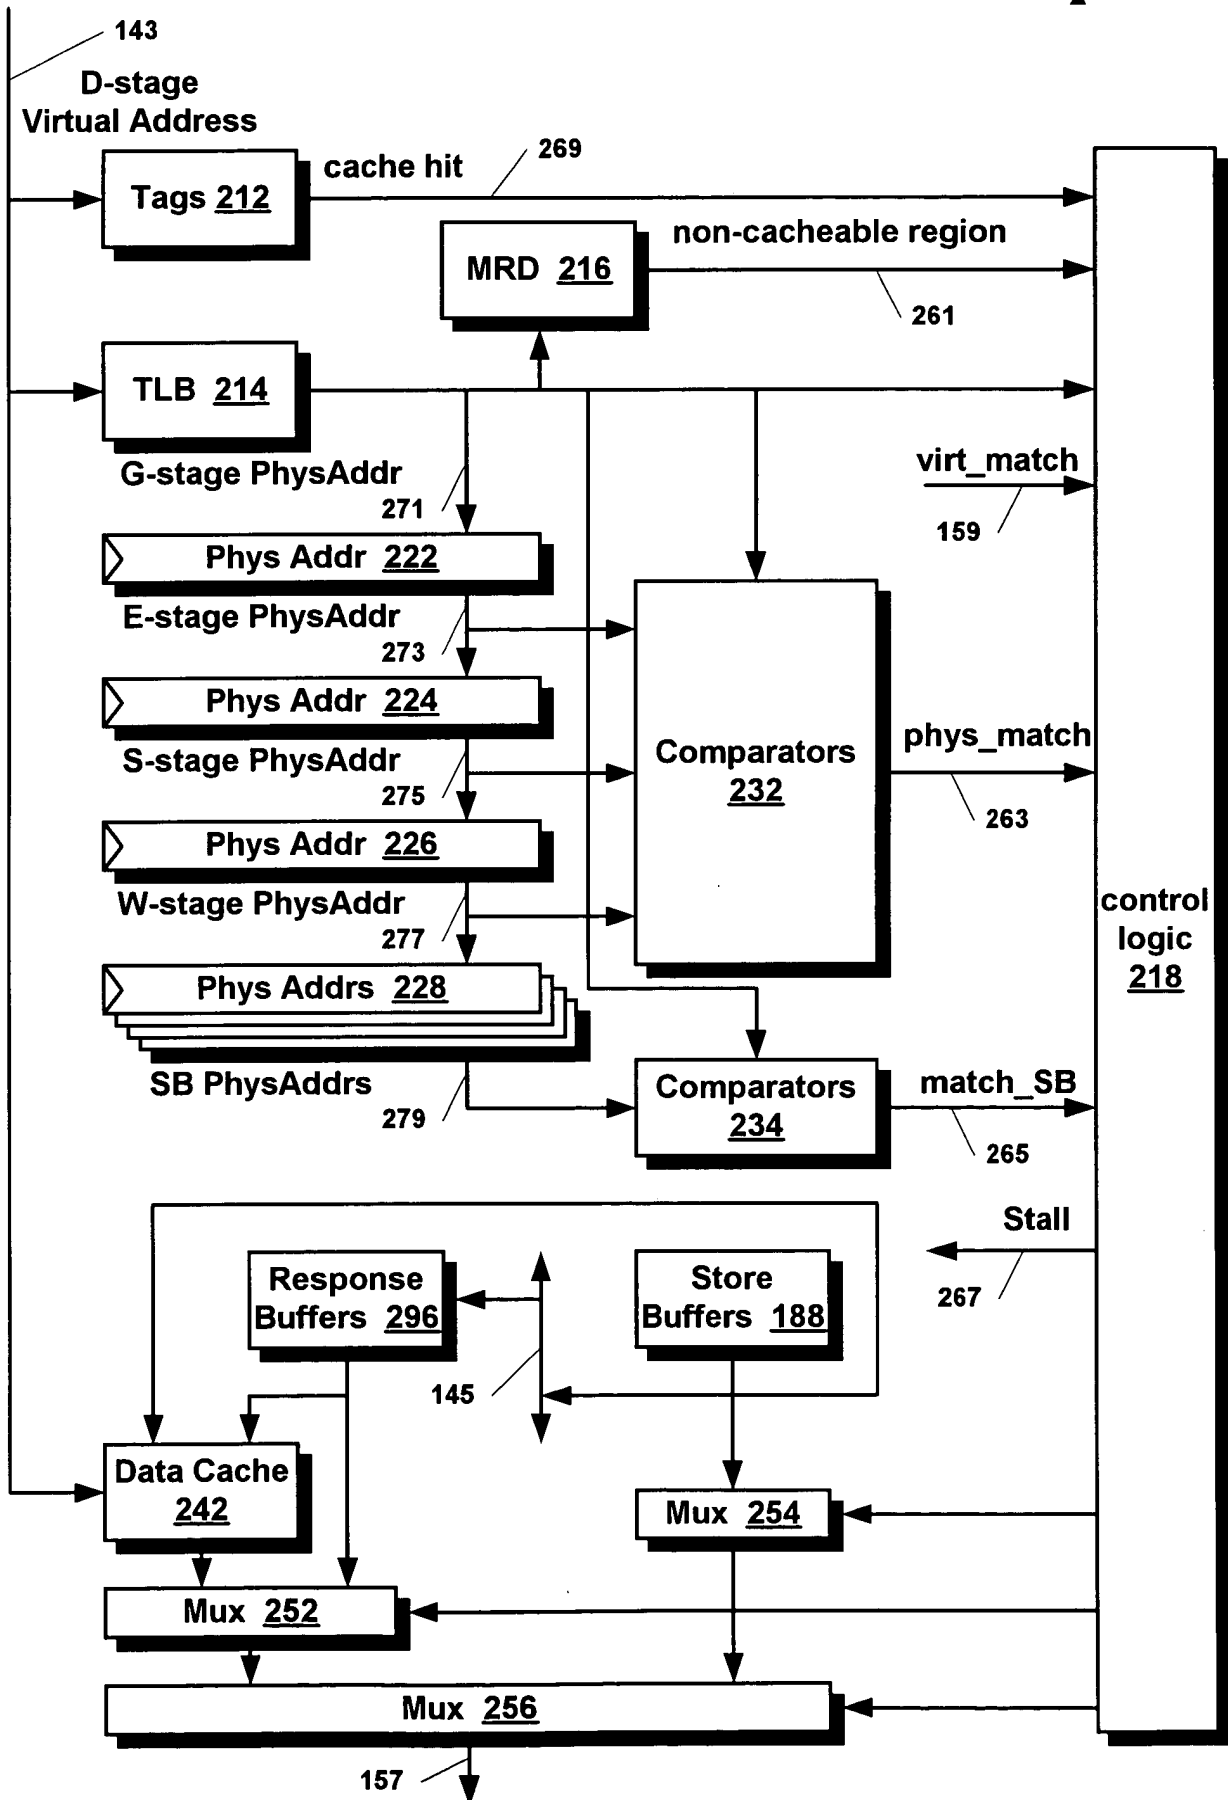 143
D-stage
Virtual Address
Tags 212
cache hit
269
MRD 216
non-cacheable region
261
TLB 214
G-stage PhysAddr
271
virt_match
159
Phys Addr 222
E-stage PhysAddr
273
Phys Addr 224
S-stage PhysAddr
275
Comparators
232
phys_match
263
Phys Addr 226
W-stage PhysAddr
277
control
logic
218
Phys Addrs 228
SB PhysAddrs
279
Comparators
234
match_SB
265
Stall
267
Response
Buffers 296
145
Store
Buffers 188
Data Cache
242
Mux 254
Mux 252
Mux 256
157